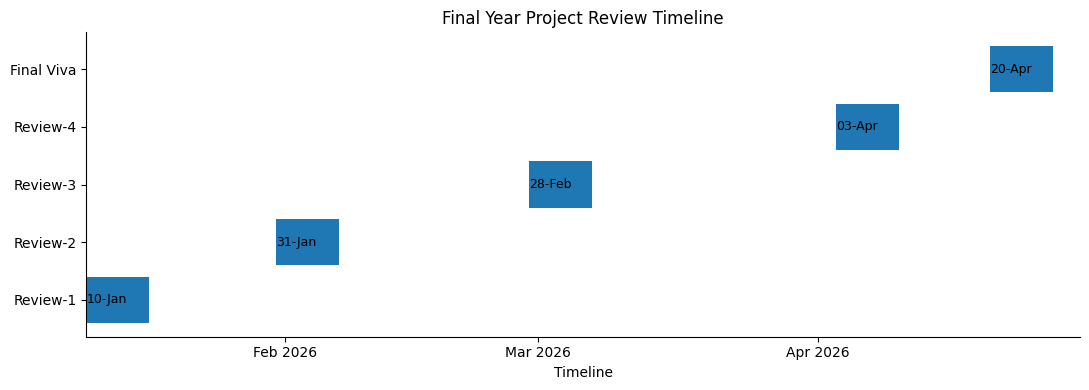 Final Year Project Review Timeline
Final Viva
20-Apr
Review-4
03-Apr
Review-3
28-Feb
Review-2
31-Jan
Review-1
10-Jan
Feb 2026
Mar 2026
Apr 2026
Timeline